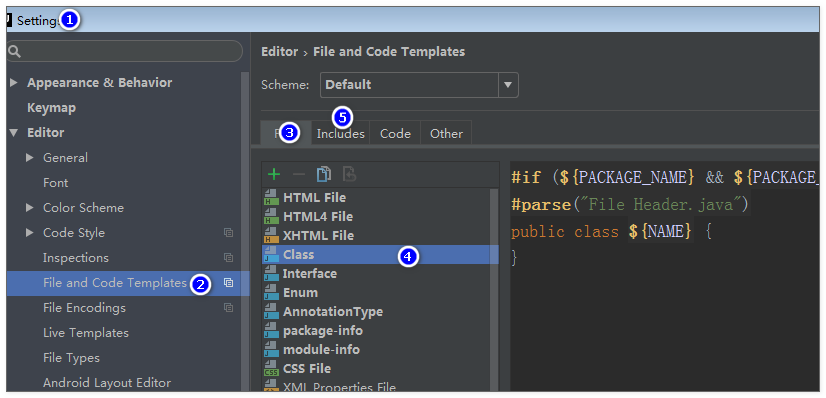 Settings
1
Editor › File and Code Templates
Scheme: Default
Appearance & Behavior
Keymap
Editor
General
Font
Color Scheme
Code Style
Inspections
File and Code Templates 2
File Encodings
Live Templates
File Types
Android Layout Editor
5
3 Includes Code Other
HTML File
HTML4 File
XHTML File
Class 4
Interface
Enum
AnnotationType
package-info
module-info
CSS File
XML Properties File
#if (${PACKAGE_NAME} && ${PACKAGE_
#parse("File Header.java")
public class ${NAME} {
}